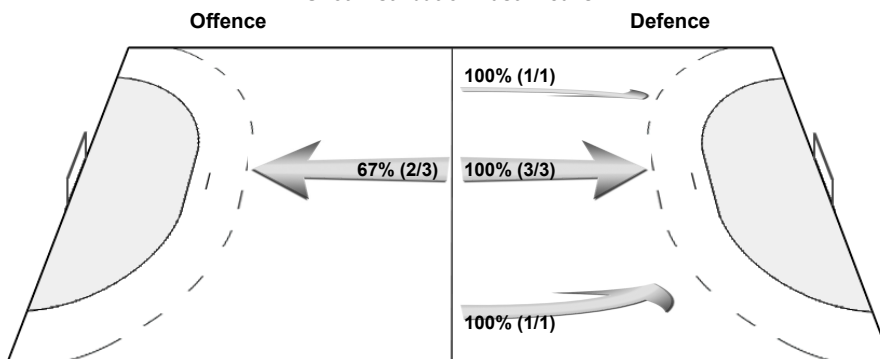 Offence
Defence
100% (1/1)
67% (2/3)
100% (3/3)
100% (1/1)